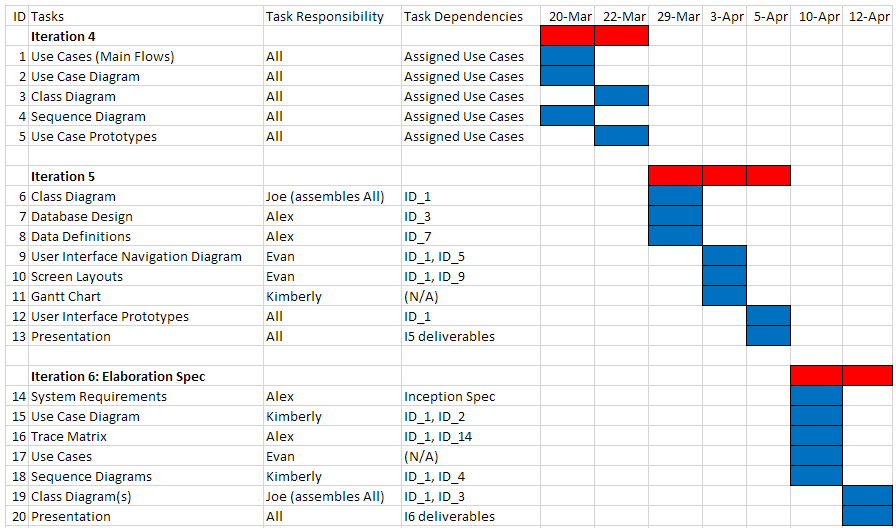 ID Tasks Task Responsibility Task Dependencies 20-Mar 22-Mar 29-Mar 3-Apr 5-Apr 10-Apr 12-Apr
Iteration 4
1 Use Cases (Main Flows) All Assigned Use Cases
2 Use Case Diagram All Assigned Use Cases
3 Class Diagram All Assigned Use Cases
4 Sequence Diagram All Assigned Use Cases
5 Use Case Prototypes All Assigned Use Cases
Iteration 5
6 Class Diagram Joe (assembles All) ID_1
7 Database Design Alex ID_3
8 Data Definitions Alex ID_7
9 User Interface Navigation Diagram Evan ID_1, ID_5
10 Screen Layouts Evan ID_1, ID_9
11 Gantt Chart Kimberly (N/A)
12 User Interface Prototypes All ID_1
13 Presentation All I5 deliverables
Iteration 6: Elaboration Spec
14 System Requirements Alex Inception Spec
15 Use Case Diagram Kimberly ID_1, ID_2
16 Trace Matrix Alex ID_1, ID_14
17 Use Cases Evan (N/A)
18 Sequence Diagrams Kimberly ID_1, ID_4
19 Class Diagram(s) Joe (assembles All) ID_1, ID_3
20 Presentation All I6 deliverables